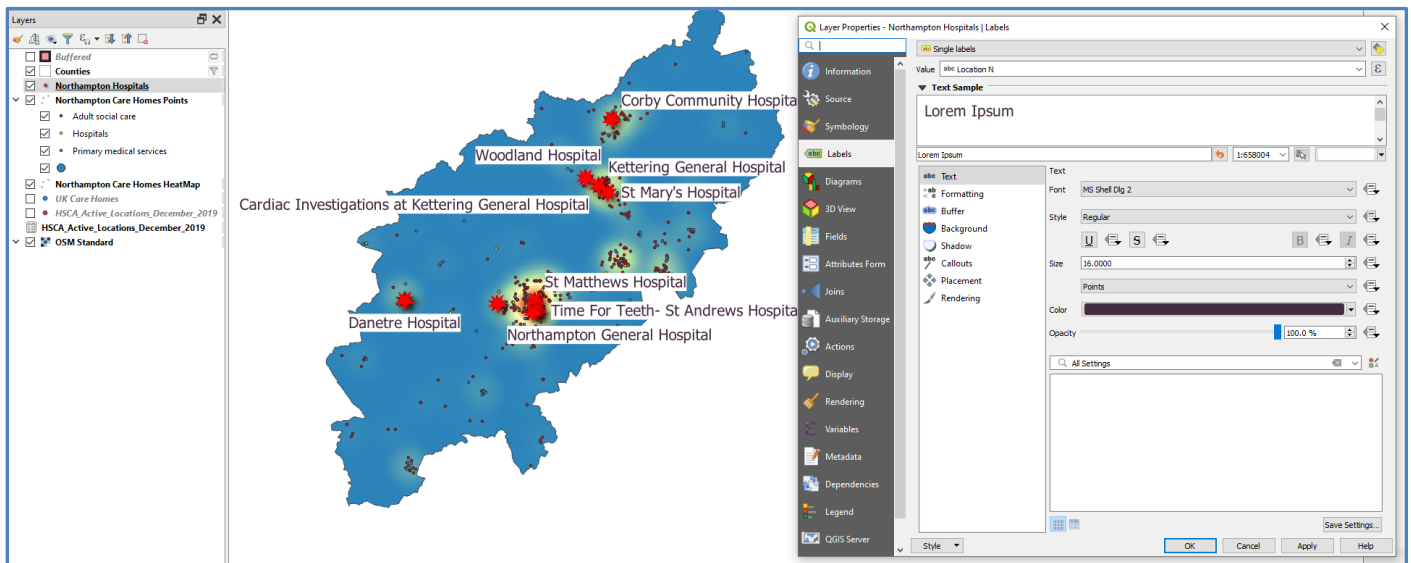 Layers
Buffered
Counties
Northampton Hospitals
Northampton Care Homes Points
Adult social care
Hospitals
Primary medical services
Northampton Care Homes HeatMap
UK Care Homes
HSCA_Active_Locations_December_2019
HSCA_Active_Locations_December_2019
OSM Standard
Corby Community Hospita
Woodland Hospital
Kettering General Hospital
St Mary's Hospital
Cardiac Investigations at Kettering General Hospital
St Matthews Hospital
Time For Teeth- St Andrews Hospita
Danetre Hospital
Northampton General Hospital
Layer Properties - Northampton Hospitals | Labels
Information
Source
Symbology
abc Labels
Diagrams
3D View
Fields
Attributes Form
Joins
Auxiliary Storage
Actions
Display
Rendering
Variables
Metadata
Dependencies
Legend
QGIS Server
Single labels
Value abc Location N
Text Sample
Lorem Ipsum
Lorem Ipsum 1:658004
abc Text
Formatting
abc Buffer
Background
Shadow
Callouts
Placement
Rendering
Text
Font MS Shell Dlg 2
Style Regular
U S B I
Size 16.0000
Points
Color
Opacity 100.0 %
All Settings
Save Settings...
Style OK Cancel Apply Help